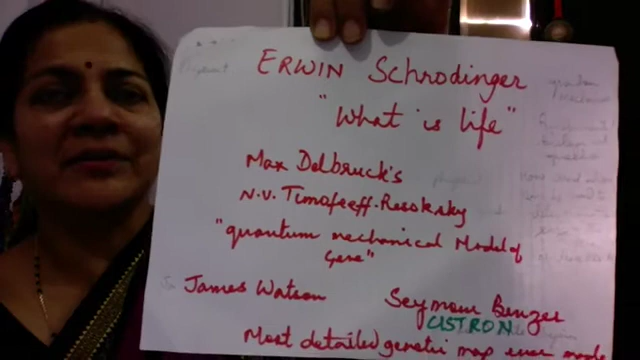 ERWIN Schrodinger
"What is life"
Max Delbruck's
N.V. Timofeeff-Resoksky
"quantum mechanical Model of
Gene"
James Watson
Seymour Benzer
CISTRON
Most detailed genetic map ever made